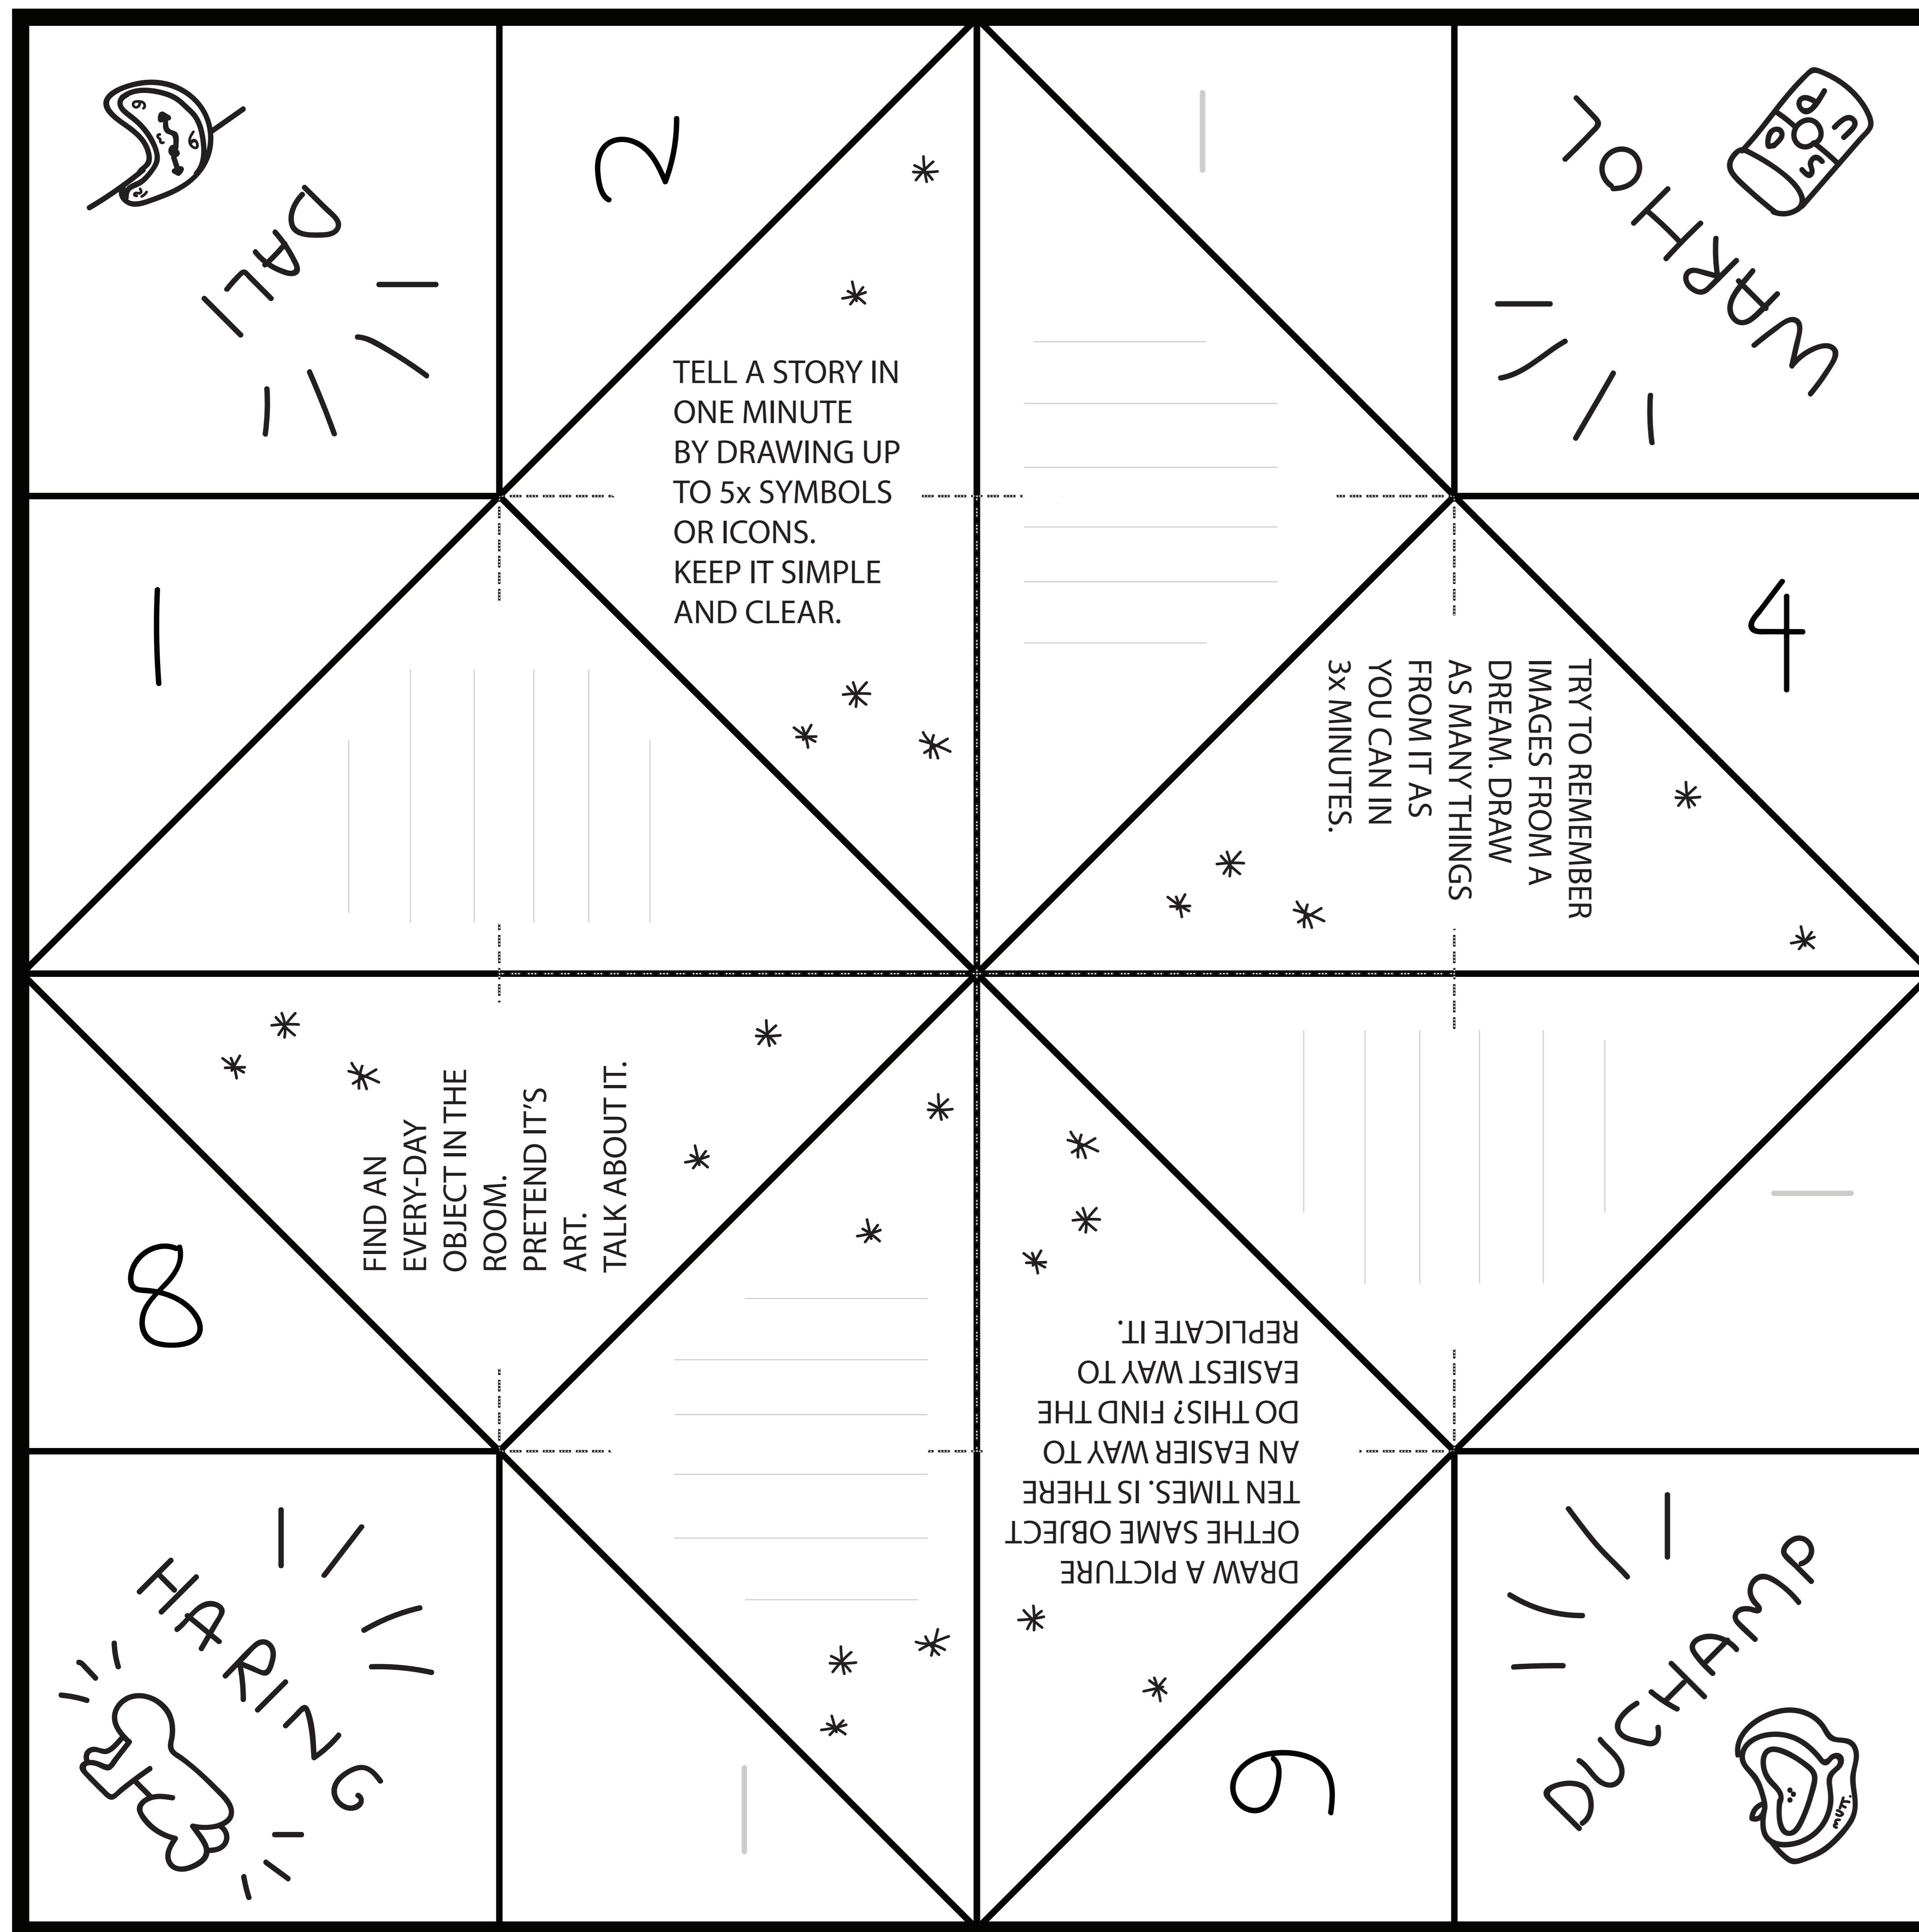 DALI
2
WARHOL
TELL A STORY IN
ONE MINUTE
BY DRAWING UP
TO 5x SYMBOLS
OR ICONS.
KEEP IT SIMPLE
AND CLEAR.
1
4
TRY TO REMEMBER
IMAGES FROM A
DREAM. DRAW
AS MANY THINGS
FROM IT AS
YOU CAN IN
3x MINUTES.
FIND AN
EVERY-DAY
OBJECT IN THE
ROOM.
PRETEND IT'S
ART.
TALK ABOUT IT.
8
DRAW A PICTURE
OFTHE SAME OBJECT
TEN TIMES. IS THERE
AN EASIER WAY TO
DO THIS? FIND THE
EASIEST WAY TO
REPLICATE IT.
6
HARING
DUCHAMP
MUTT.